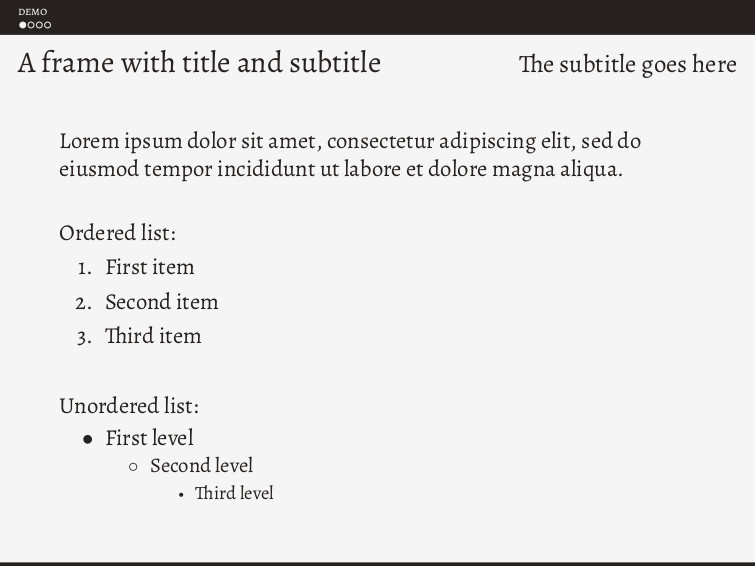 DEMO
A frame with title and subtitle
The subtitle goes here
Lorem ipsum dolor sit amet, consectetur adipiscing elit, sed do
eiusmod tempor incididunt ut labore et dolore magna aliqua.
Ordered list:
1. First item
2. Second item
3. Third item
Unordered list:
● First level
○ Second level
• Third level